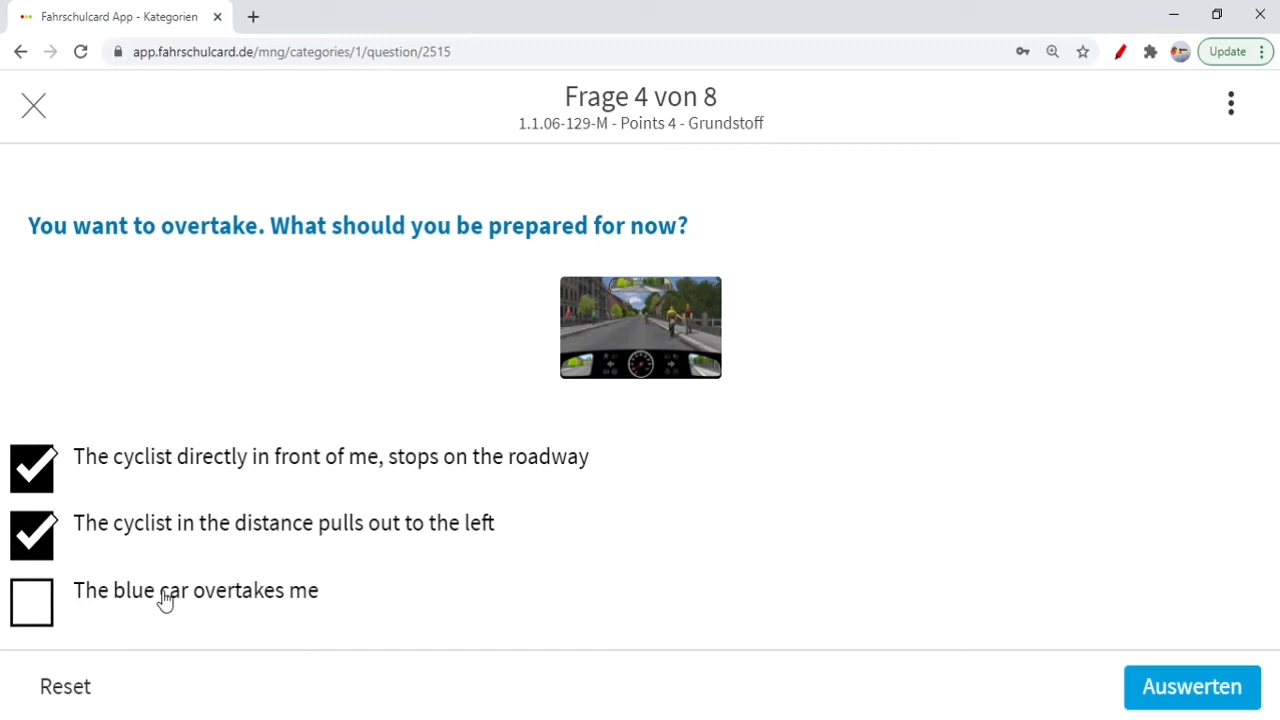 Fahrschulcard App - Kategorien
app.fahrschulcard.de/mng/categories/1/question/2515
Update
Frage 4 von 8
1.1.06-129-M - Points 4 - Grundstoff
You want to overtake. What should you be prepared for now?
The cyclist directly in front of me, stops on the roadway
The cyclist in the distance pulls out to the left
The blue car overtakes me
Reset
Auswerten